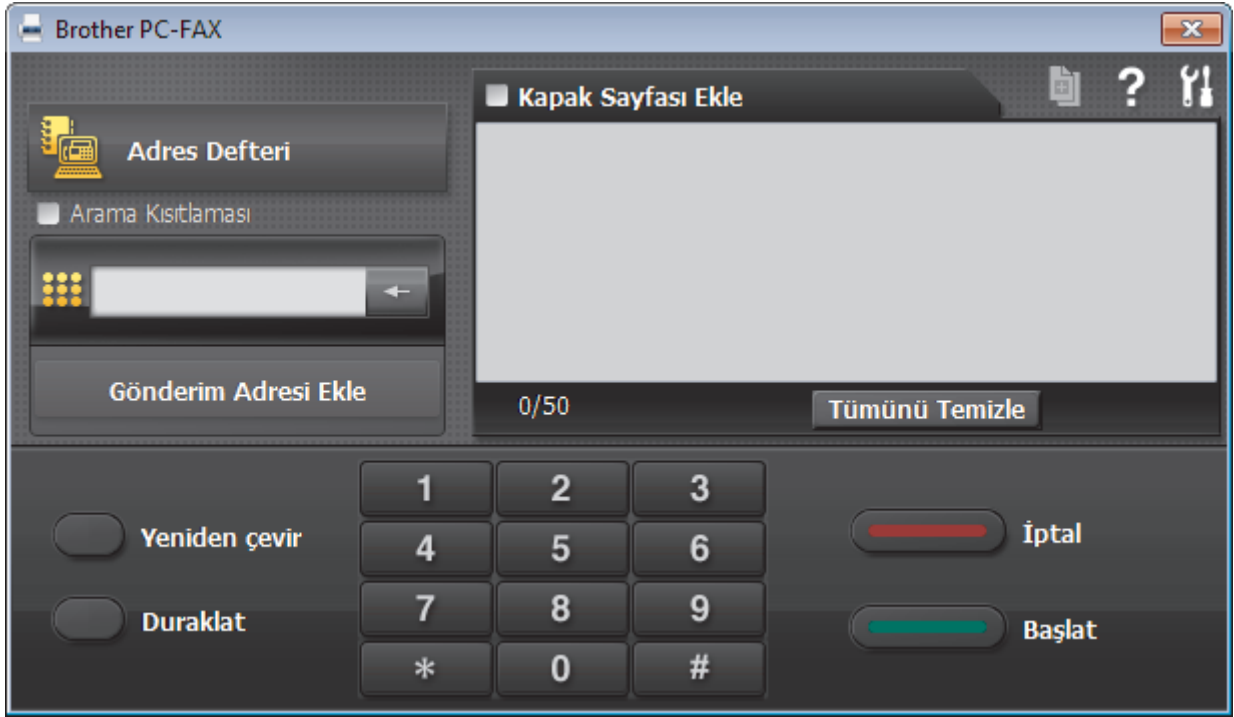 Brother PC-FAX
Kapak Sayfası Ekle
?
Adres Defteri
Arama Kısıtlaması
Gönderim Adresi Ekle
0/50
Tümünü Temizle
1 2 3
Yeniden çevir
4 5 6
İptal
7 8 9
Duraklat
Başlat
* 0 #